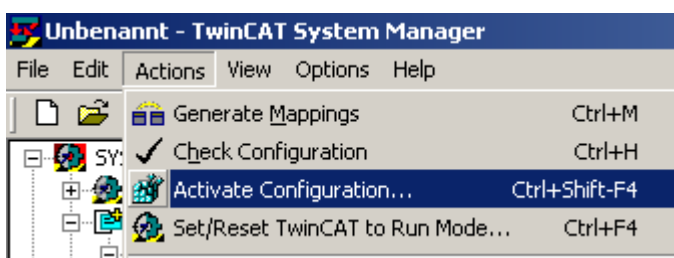 Unbenannt - TwinCAT System Manager
File Edit Actions View Options Help
Generate Mappings Ctrl+M
SY Check Configuration Ctrl+H
Activate Configuration... Ctrl+Shift-F4
Set/Reset TwinCAT to Run Mode... Ctrl+F4